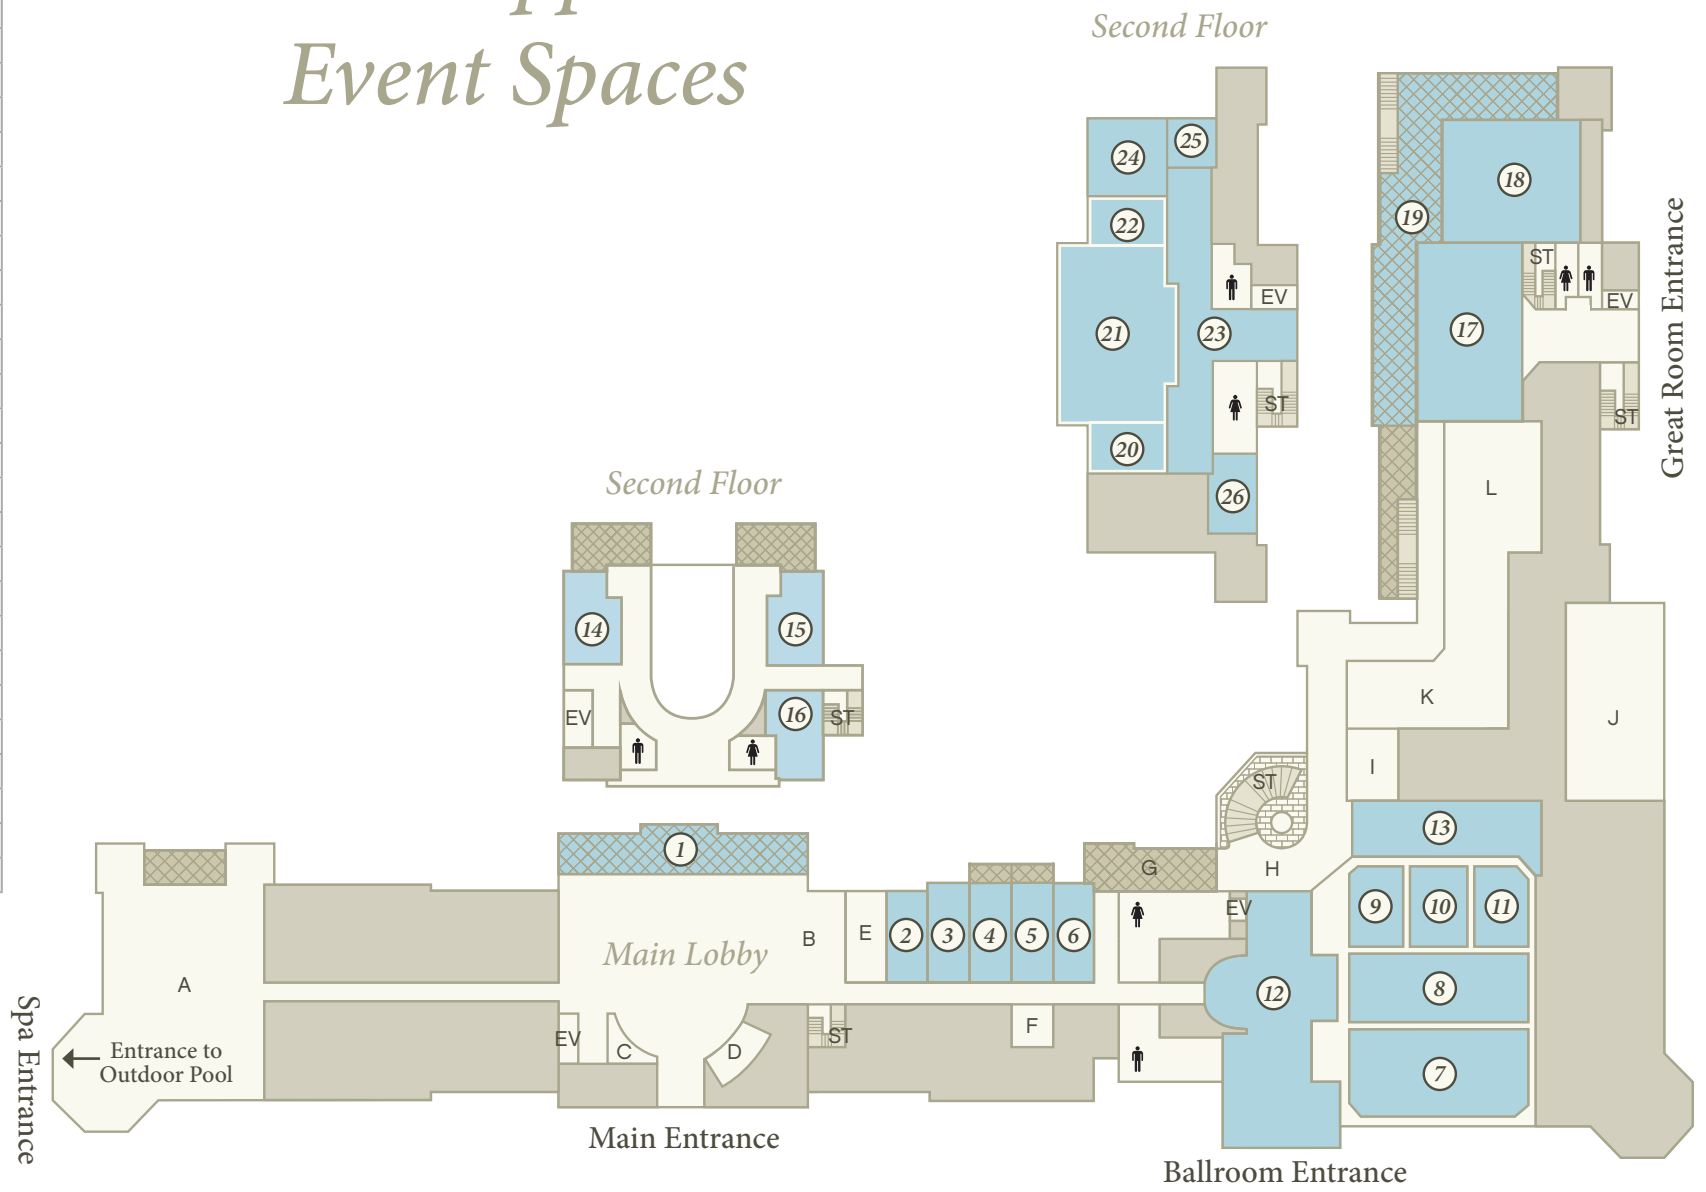 Event Spaces
Second Floor
24
25
22
21
23
EV
ST
20
26
18
19
ST
EV
17
ST
L
Great Room Entrance
Second Floor
14
15
EV
16
ST
K
J
I
ST
13
1
G
H
9
10
11
EV
A
Main Lobby
B
E
2
3
4
5
6
12
8
7
Spa Entrance
Entrance to
Outdoor Pool
EV
C
D
ST
F
Main Entrance
Ballroom Entrance